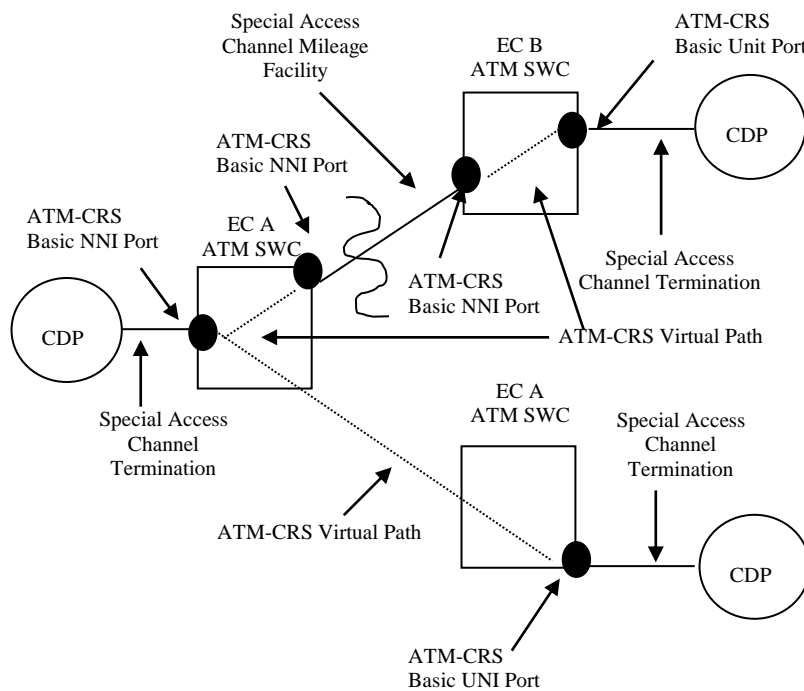 Special Access
Channel Mileage
Facility
EC B
ATM SWC
ATM-CRS
Basic Unit Port
CDP
ATM-CRS
Basic NNI Port
ATM-CRS
Basic NNI Port
EC A
ATM SWC
CDP
ATM-CRS
Basic NNI Port
Special Access
Channel Termination
ATM-CRS Virtual Path
Special Access
Channel
Termination
EC A
ATM SWC
Special Access
Channel
Termination
ATM-CRS Virtual Path
CDP
ATM-CRS
Basic UNI Port